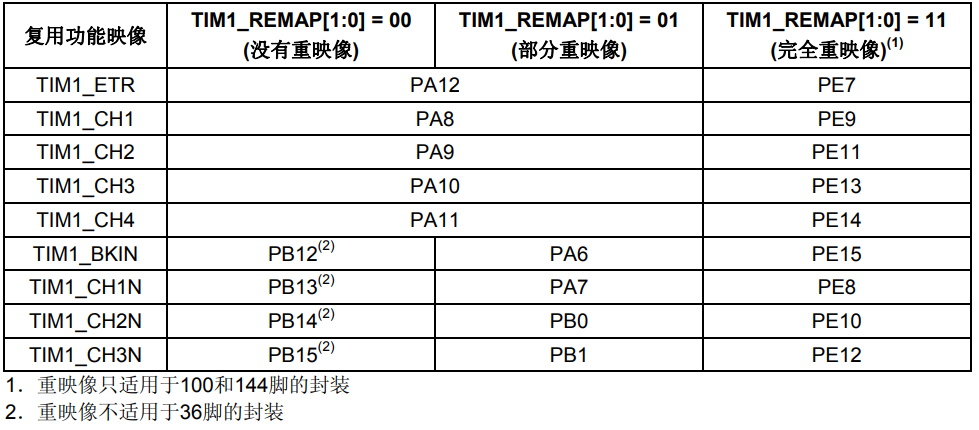 复用功能映像 TIM1_REMAP[1:0] = 00 (没有重映像) TIM1_REMAP[1:0] = 01 (部分重映像) TIM1_REMAP[1:0] = 11 (完全重映像)(1)
TIM1_ETR PA12 PE7
TIM1_CH1 PA8 PE9
TIM1_CH2 PA9 PE11
TIM1_CH3 PA10 PE13
TIM1_CH4 PA11 PE14
TIM1_BKIN PB12(2) PA6 PE15
TIM1_CH1N PB13(2) PA7 PE8
TIM1_CH2N PB14(2) PB0 PE10
TIM1_CH3N PB15(2) PB1 PE12
1. 重映像只适用于100和144脚的封装
2. 重映像不适用于36脚的封装